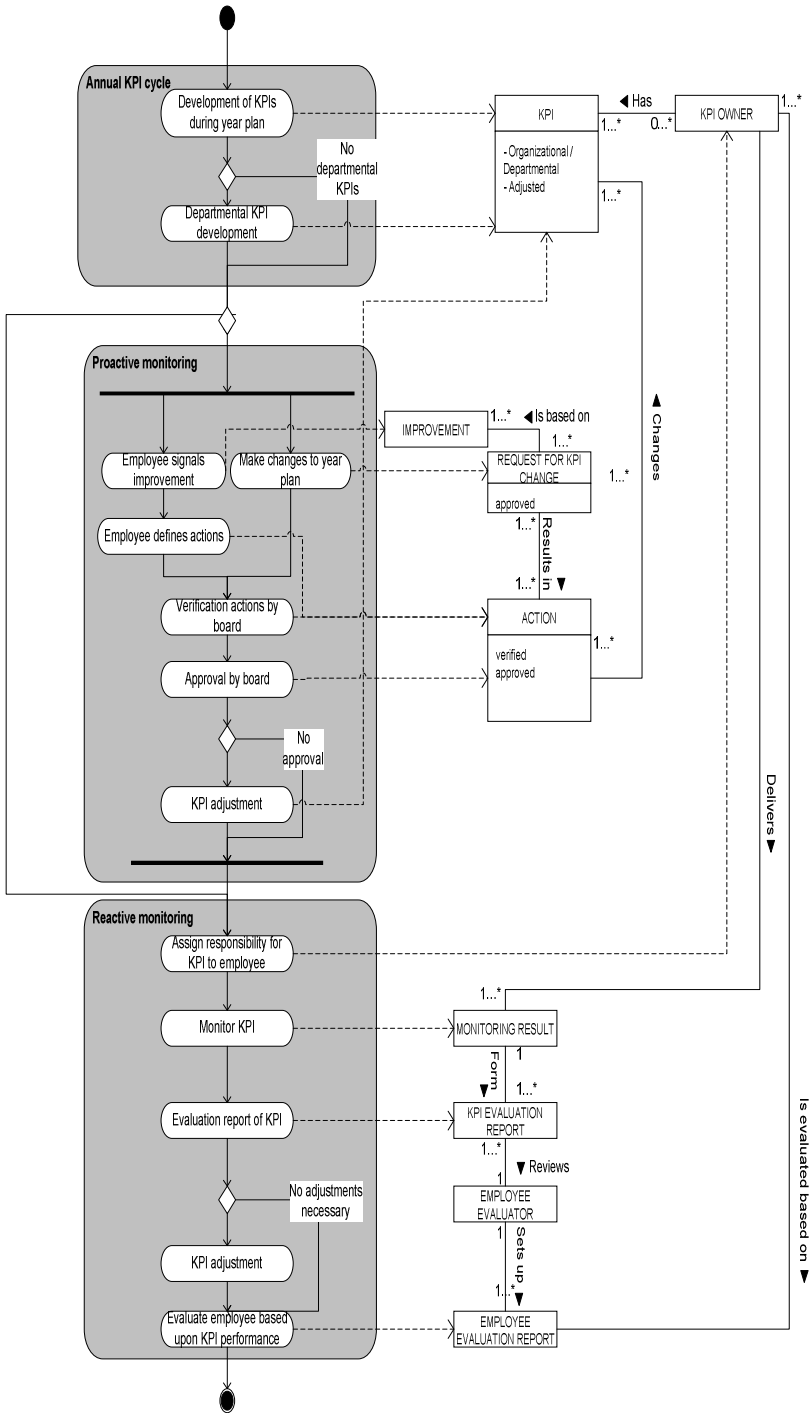 Annual KPI cycle
Development of KPIs
during year plan
No
departmental
KPIs
Departmental KPI
development
KPI
- Organizational /
Departmental
- Adjusted
Has
1...*
0...*
KPI OWNER
1...*
1...*
Proactive monitoring
Employee signals
improvement
Make changes to year
plan
Employee defines actions
Verification actions by
board
Approval by board
No
approval
KPI adjustment
IMPROVEMENT
1...*
Is based on
1...*
REQUEST FOR KPI
CHANGE
approved
1...*
Results in
1...*
ACTION
verified
approved
1...*
1...*
Changes
Delivers
Reactive monitoring
Assign responsibility for
KPI to employee
Monitor KPI
Evaluation report of KPI
No adjustments
necessary
KPI adjustment
Evaluate employee based
upon KPI performance
1...*
MONITORING RESULT
1
Form
1...*
KPI EVALUATION
REPORT
1...*
Reviews
1
EMPLOYEE
EVALUATOR
1
Sets up
1...*
EMPLOYEE
EVALUATION REPORT
Is evaluated based on